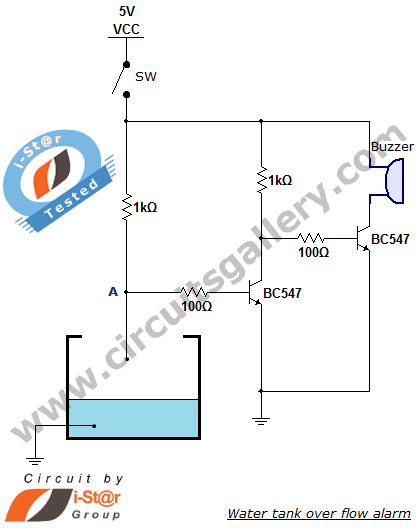 5V
VCC
SW
Buzzer
i-St@r
Tested
1kΩ
1kΩ
BC547
100Ω
A
100Ω
BC547
www.circuitsgallery.com
Circuit by
i-St@r
Group
Water tank over flow alarm